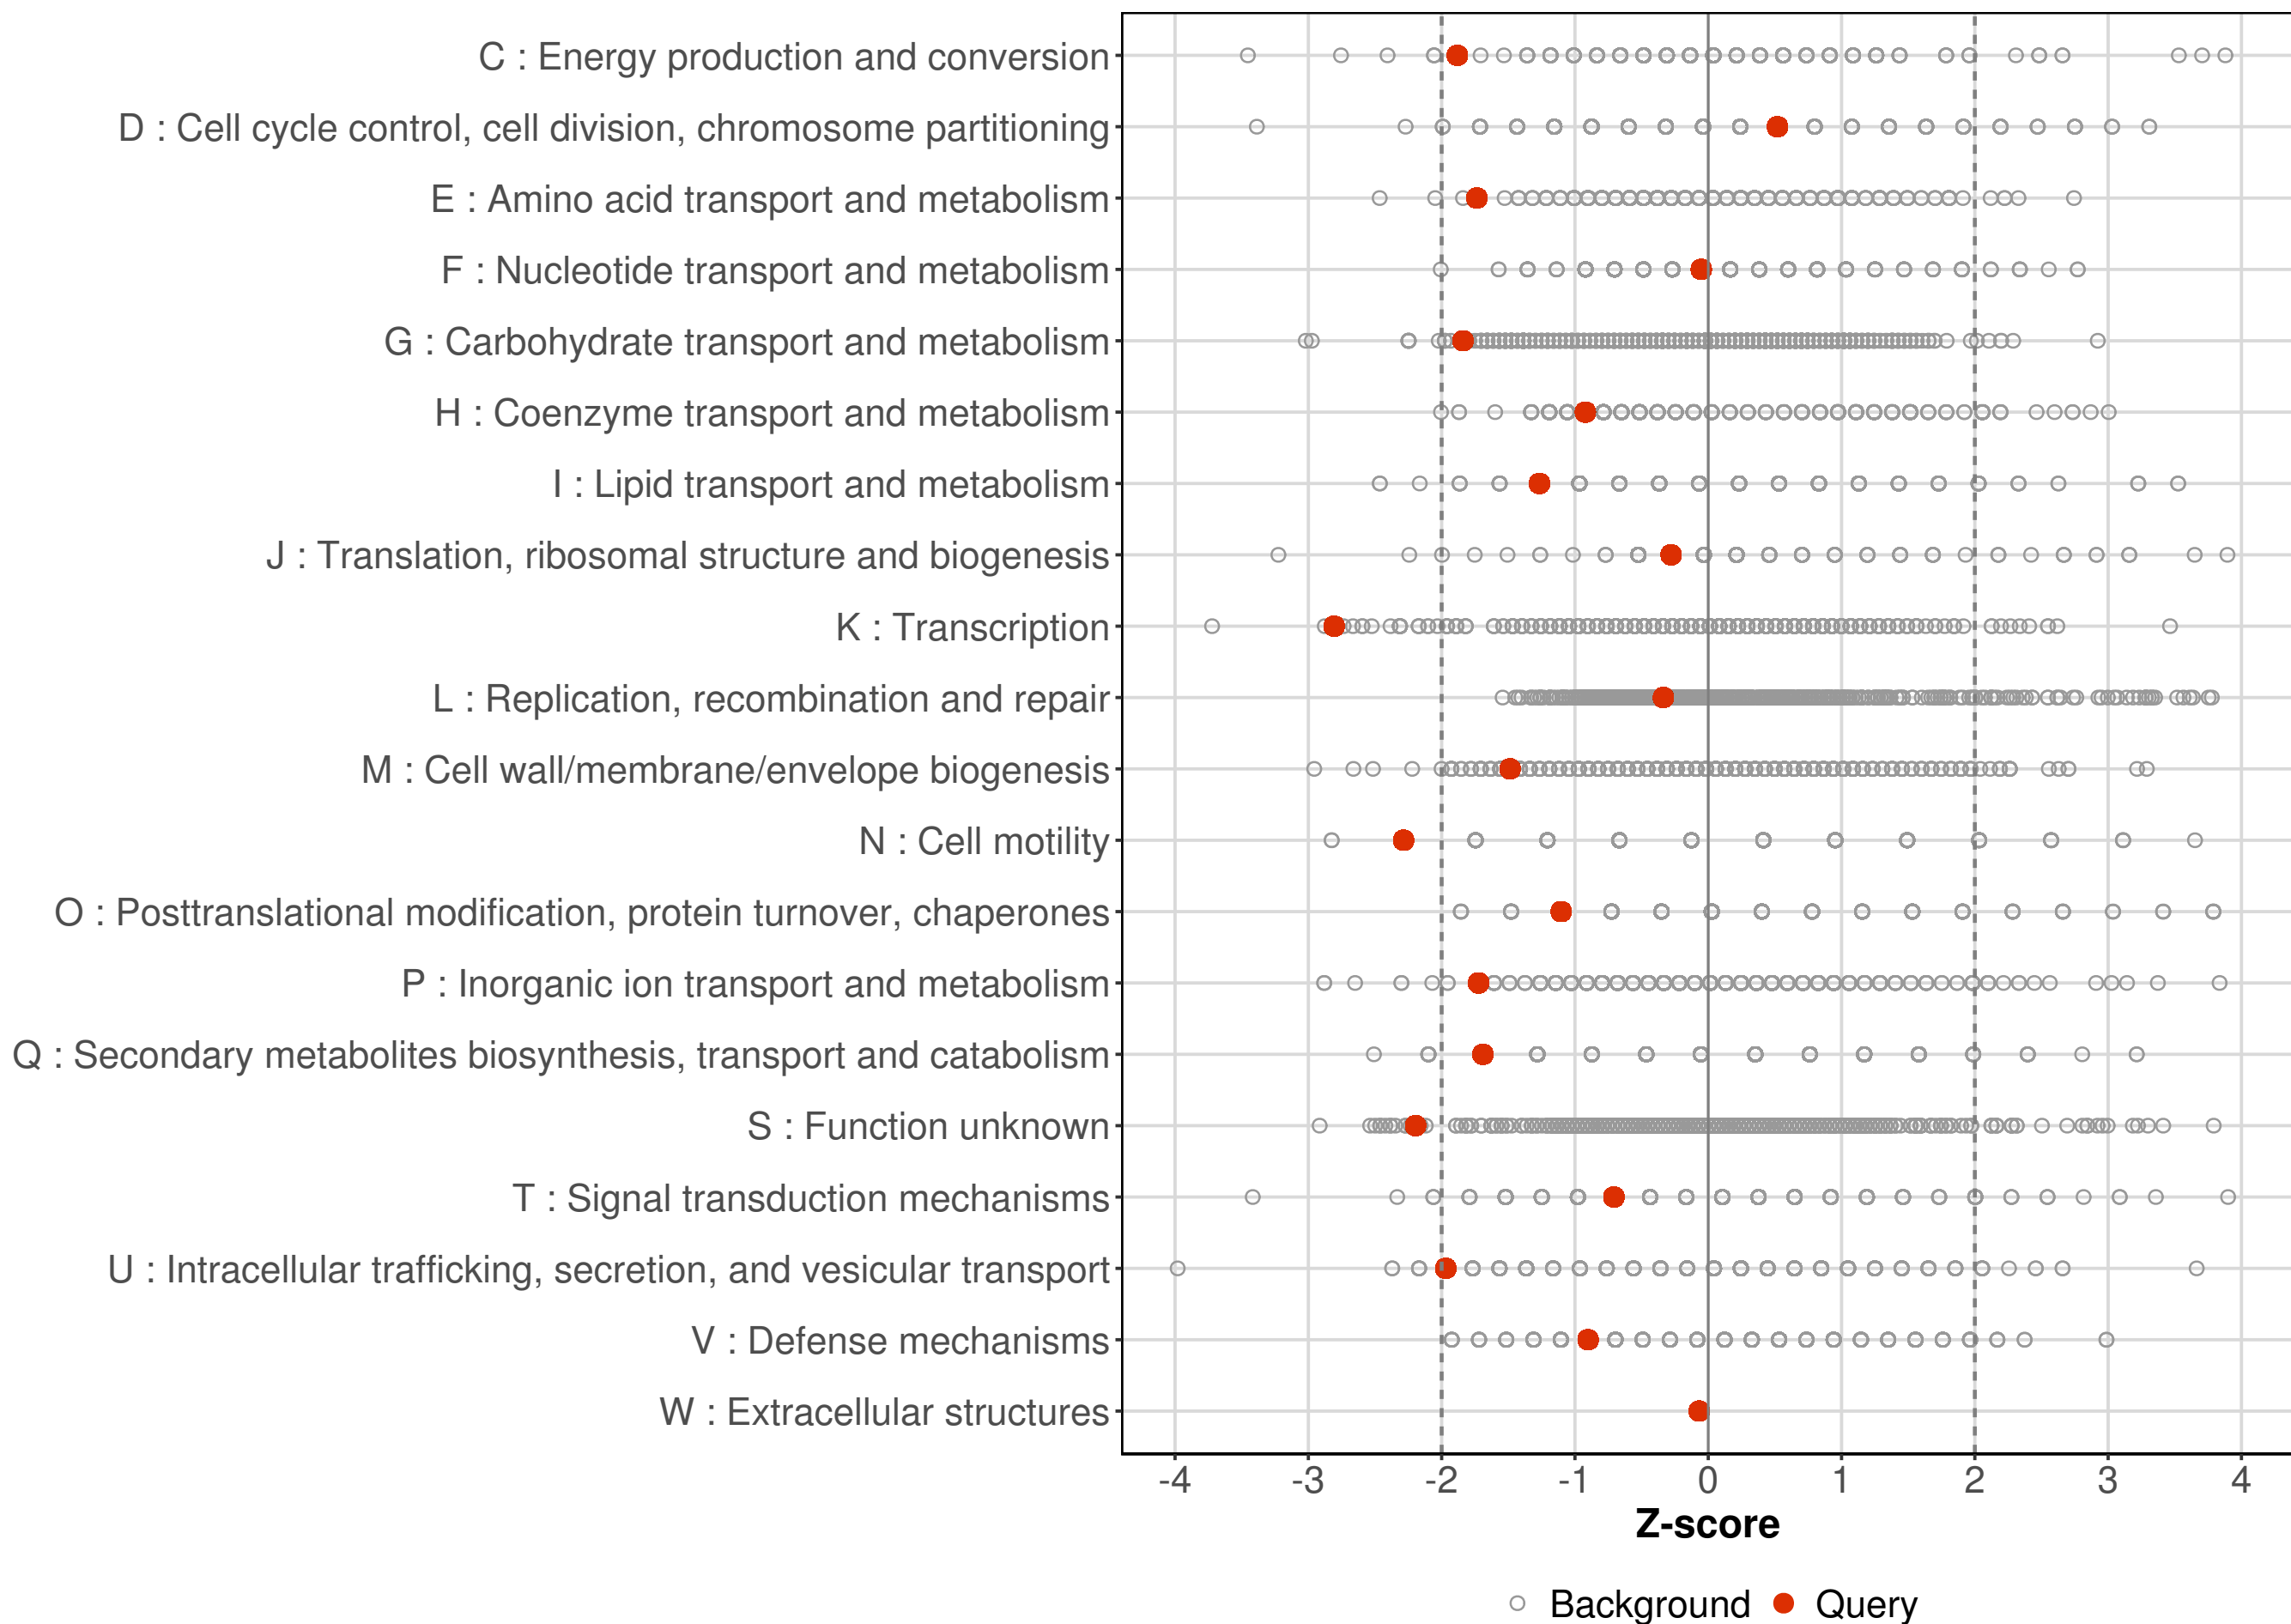 C : Energy production and conversion
D : Cell cycle control, cell division, chromosome partitioning
E : Amino acid transport and metabolism
F : Nucleotide transport and metabolism
G : Carbohydrate transport and metabolism
H : Coenzyme transport and metabolism
I : Lipid transport and metabolism
J : Translation, ribosomal structure and biogenesis
K : Transcription
L : Replication, recombination and repair
M : Cell wall/membrane/envelope biogenesis
N : Cell motility
O : Posttranslational modification, protein turnover, chaperones
P : Inorganic ion transport and metabolism
Q : Secondary metabolites biosynthesis, transport and catabolism
S : Function unknown
T : Signal transduction mechanisms
U : Intracellular trafficking, secretion, and vesicular transport
V : Defense mechanisms
W : Extracellular structures
-4 -3 -2 -1 0 1 2 3 4
Z-score
Background Query